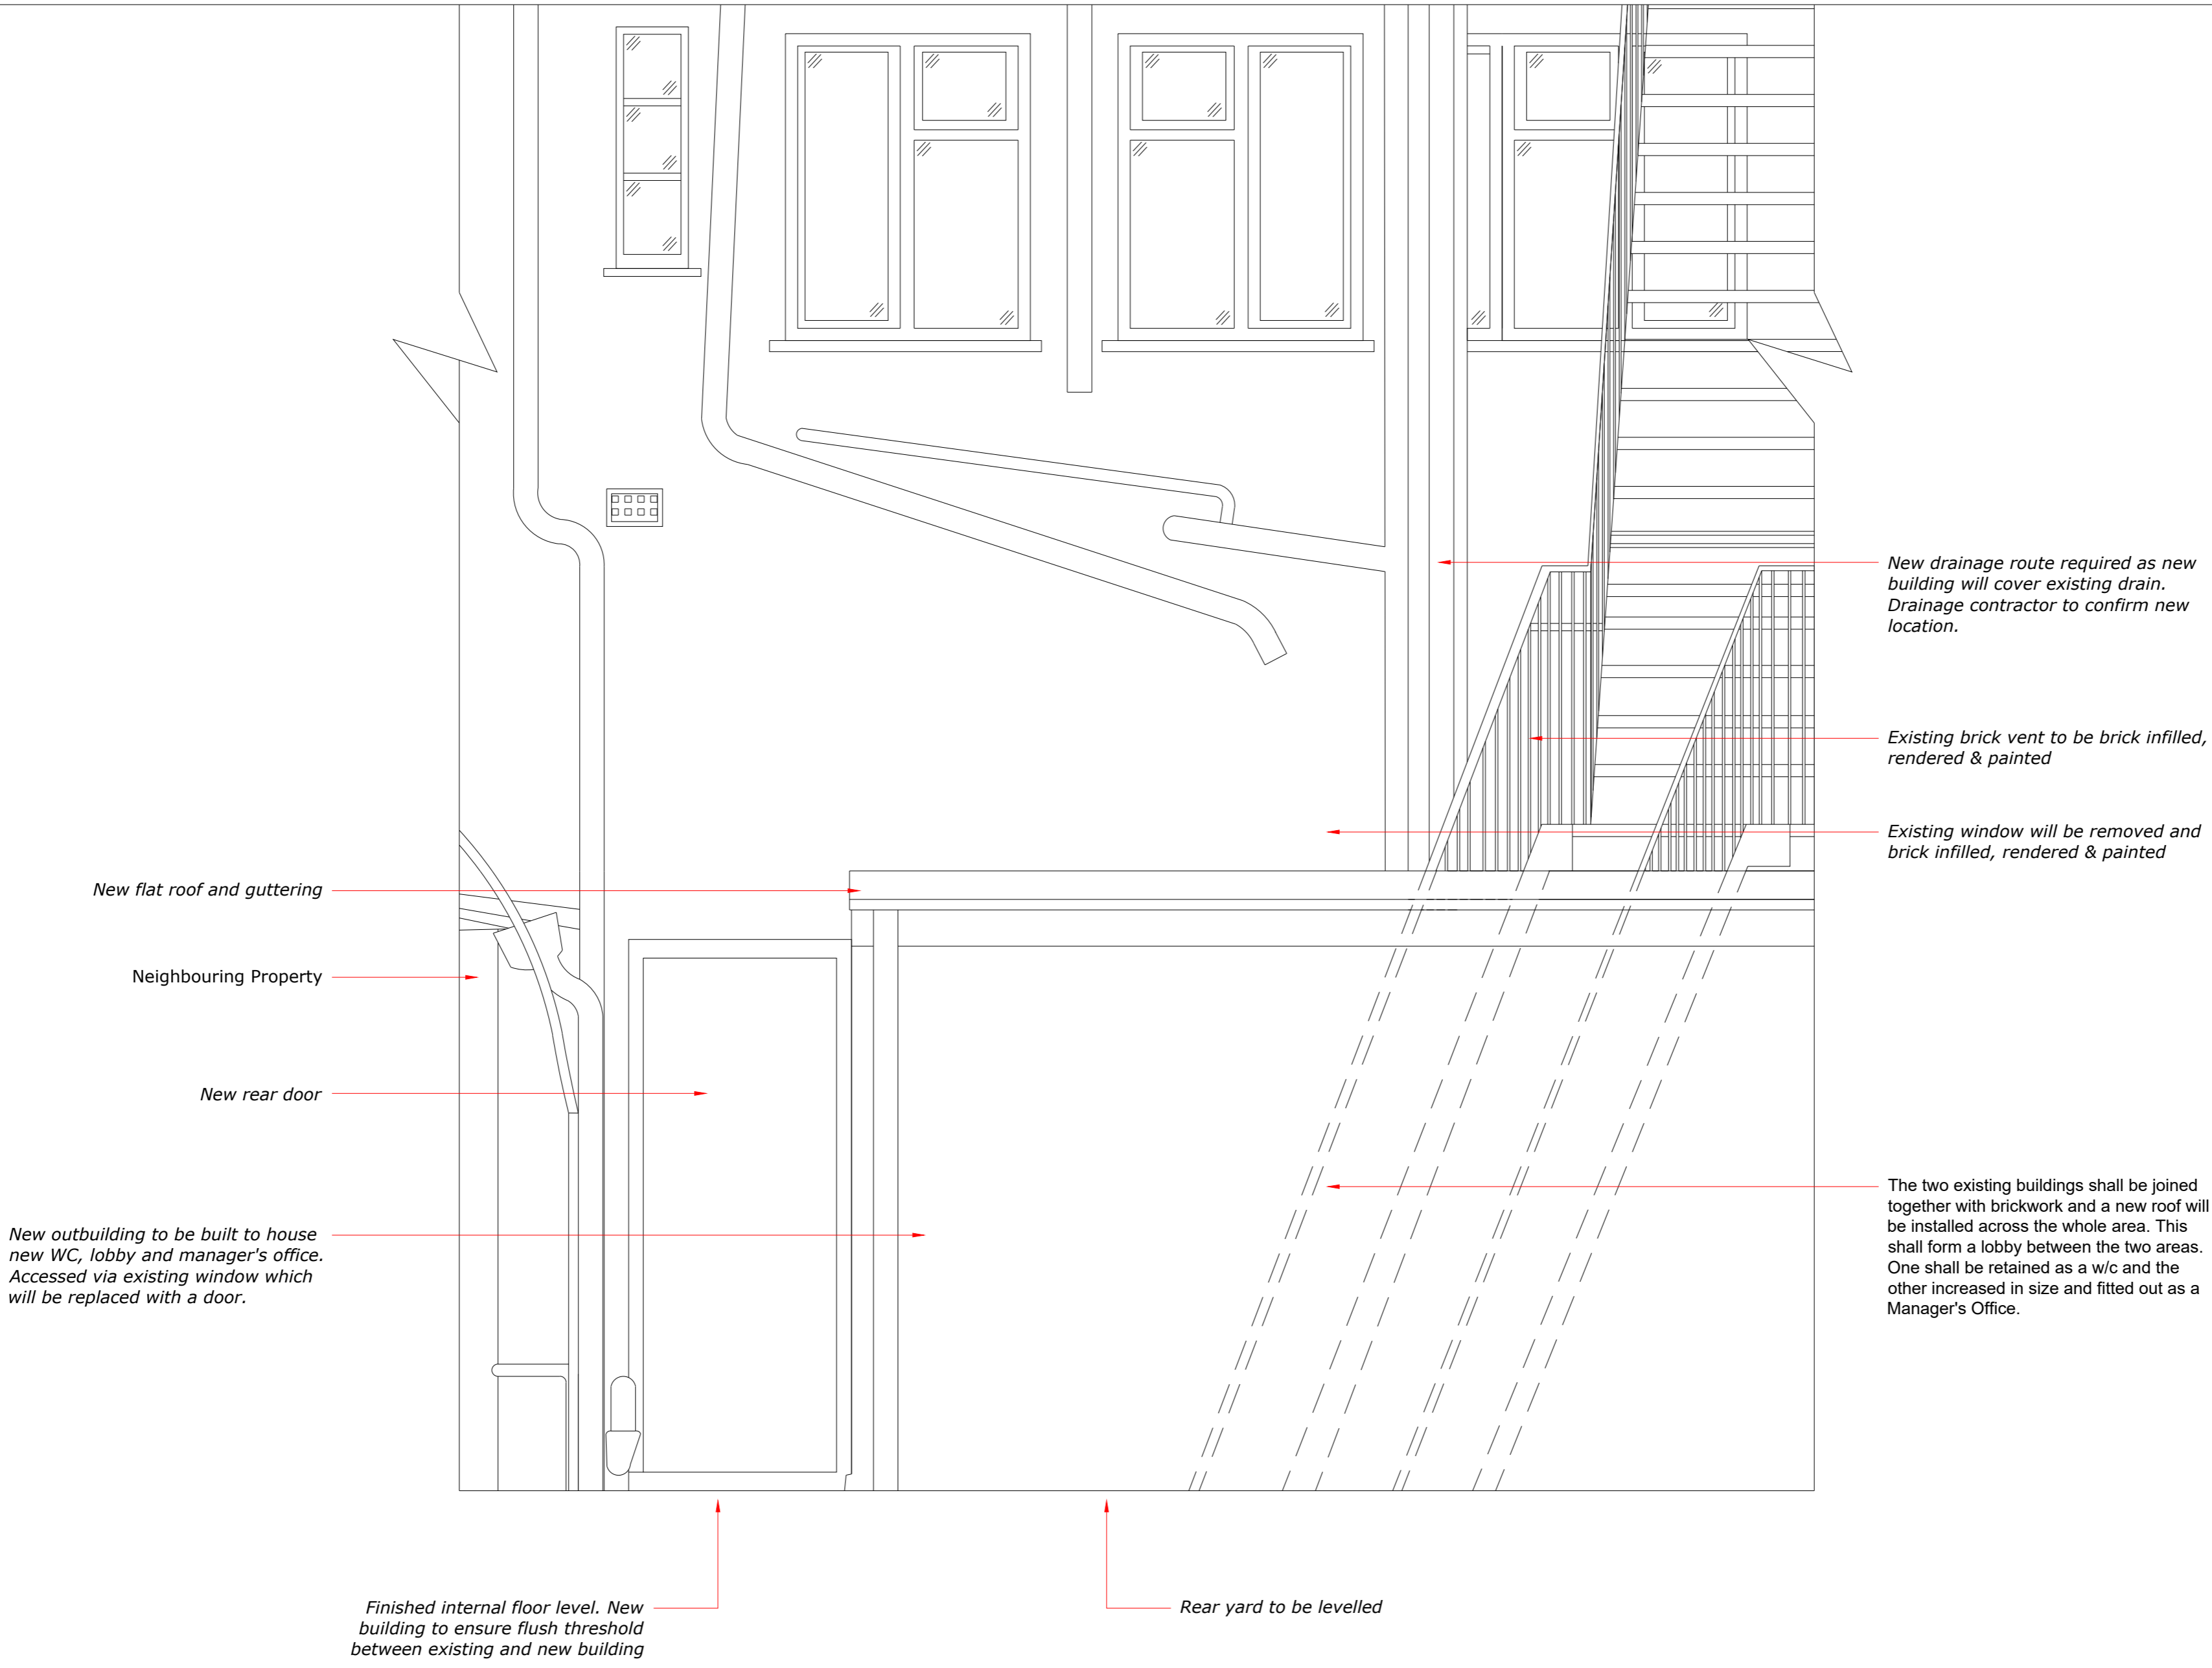 New drainage route required as new
building will cover existing drain.
Drainage contractor to confirm new
location.
Existing brick vent to be brick infilled,
rendered & painted
Existing window will be removed and
brick infilled, rendered & painted
New flat roof and guttering
Neighbouring Property
New rear door
The two existing buildings shall be joined
together with brickwork and a new roof will
be installed across the whole area. This
shall form a lobby between the two areas.
One shall be retained as a w/c and the
other increased in size and fitted out as a
Manager's Office.
New outbuilding to be built to house
new WC, lobby and manager's office.
Accessed via existing window which
will be replaced with a door.
Finished internal floor level. New
building to ensure flush threshold
between existing and new building
Rear yard to be levelled